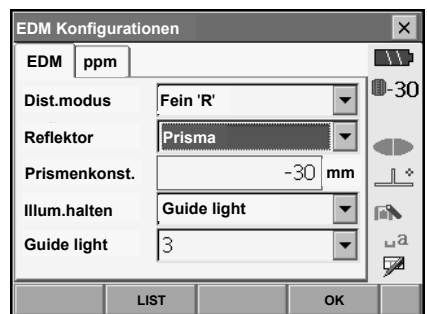 EDM Konfigurationen
EDM ppm
Dist.modus Fein 'R'
-30
Reflektor Prisma
Prismenkonst. -30 mm
Illum.halten Guide light
Guide light 3
a
LIST OK